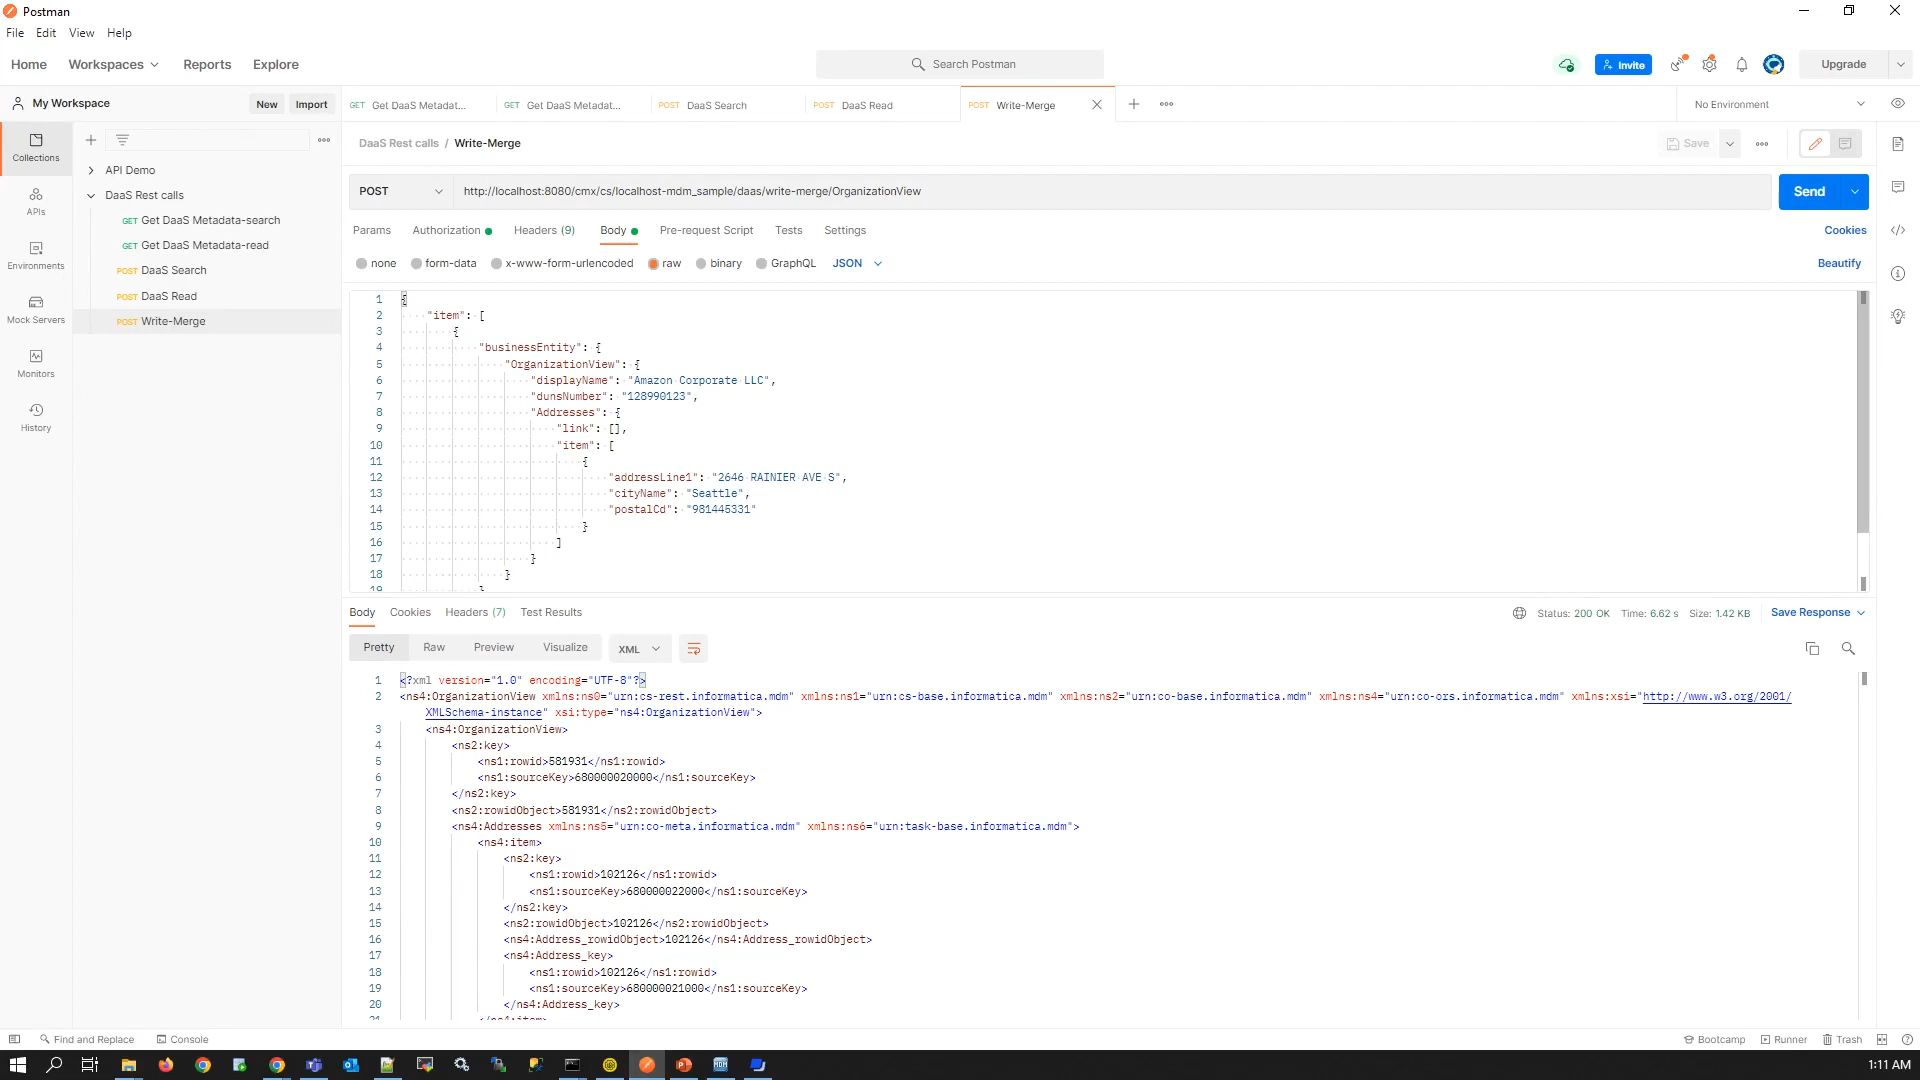 Postman
File Edit View Help
Home Workspaces Reports Explore
Search Postman
Invite
Upgrade
My Workspace
New Import
GET Get DaaS Metadat...
GET Get DaaS Metadat...
POST DaaS Search
POST DaaS Read
POST Write-Merge
No Environment
Collections
APIs
Environments
Mock Servers
Monitors
History
API Demo
DaaS Rest calls
GET Get DaaS Metadata-search
GET Get DaaS Metadata-read
POST DaaS Search
POST DaaS Read
POST Write-Merge
DaaS Rest calls / Write-Merge
Save
POST http://localhost:8080/cmx/cs/localhost-mdm_sample/daas/write-merge/OrganizationView
Send
Params Authorization Headers (9) Body Pre-request Script Tests Settings
Cookies
none form-data x-www-form-urlencoded raw binary GraphQL JSON
Beautify
1 {
2 "item": [
3 {
4 "businessEntity": {
5 "OrganizationView": {
6 "displayName": "Amazon Corporate LLC",
7 "dunsNumber": "128990123",
8 "Addresses": {
9 "link": [],
10 "item": [
11 {
12 "addressLine1": "2646 RAINIER AVE S",
13 "cityName": "Seattle",
14 "postalCd": "981445331"
15 }
16 ]
17 }
18 }
19 }
Body Cookies Headers (7) Test Results
Status: 200 OK Time: 6.62 s Size: 1.42 KB
Save Response
Pretty Raw Preview Visualize XML
1 <?xml version="1.0" encoding="UTF-8"?>
2 <ns4:OrganizationView xmlns:ns0="urn:cs-rest.informatica.mdm" xmlns:ns1="urn:cs-base.informatica.mdm" xmlns:ns2="urn:co-base.informatica.mdm" xmlns:ns4="urn:co-ors.informatica.mdm" xmlns:xsi="http://www.w3.org/2001/
XMLSchema-instance" xsi:type="ns4:OrganizationView">
3 <ns4:OrganizationView>
4 <ns2:key>
5 <ns1:rowid>581931</ns1:rowid>
6 <ns1:sourceKey>680000020000</ns1:sourceKey>
7 </ns2:key>
8 <ns2:rowidObject>581931</ns2:rowidObject>
9 <ns4:Addresses xmlns:ns5="urn:co-meta.informatica.mdm" xmlns:ns6="urn:task-base.informatica.mdm">
10 <ns4:item>
11 <ns2:key>
12 <ns1:rowid>102126</ns1:rowid>
13 <ns1:sourceKey>680000022000</ns1:sourceKey>
14 </ns2:key>
15 <ns2:rowidObject>102126</ns2:rowidObject>
16 <ns4:Address_rowidObject>102126</ns4:Address_rowidObject>
17 <ns4:Address_key>
18 <ns1:rowid>102126</ns1:rowid>
19 <ns1:sourceKey>680000021000</ns1:sourceKey>
20 </ns4:Address_key>
21 </ns4:item>
Find and Replace Console
Bootcamp Runner Trash
1:11 AM